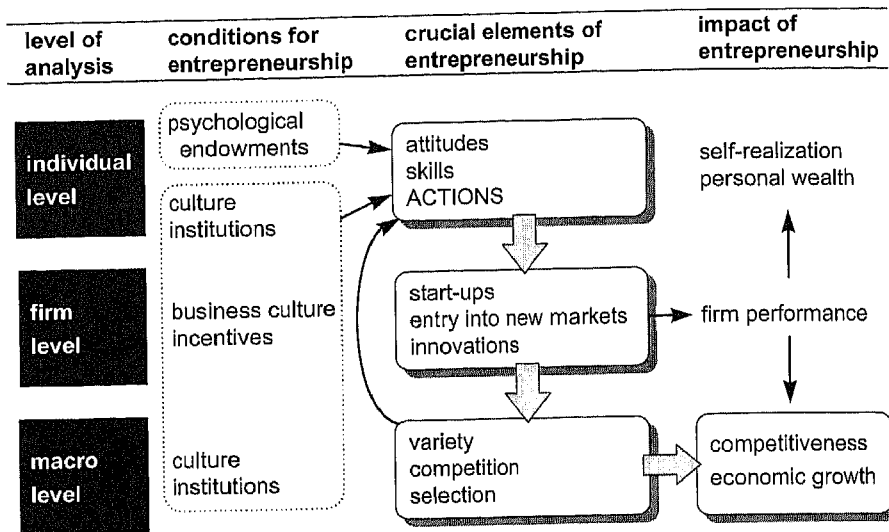 level of
analysis
conditions for
entrepreneurship
crucial elements of
entrepreneurship
impact of
entrepreneurship
individual
level
psychological
endowments
culture
institutions
attitudes
skills
ACTIONS
self-realization
personal wealth
firm
level
business culture
incentives
start-ups
entry into new markets
innovations
firm performance
macro
level
culture
institutions
variety
competition
selection
competitiveness
economic growth